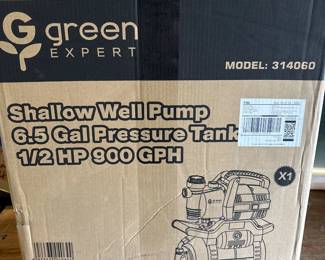 green
EXPERT
MODEL: 314060
Shallow Well Pump
6.5 Gal Pressure Tank
1/2 HP 900 GPH
X1